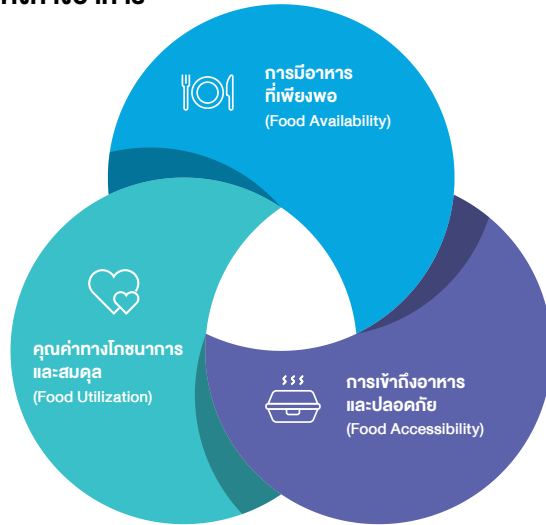 การมีอาหาร
ที่เพียงพอ
(Food Availability)
คุณค่าทางโภชนาการ
และสมดุล
(Food Utilization)
การเข้าถึงอาหาร
และปลอดภัย
(Food Accessibility)